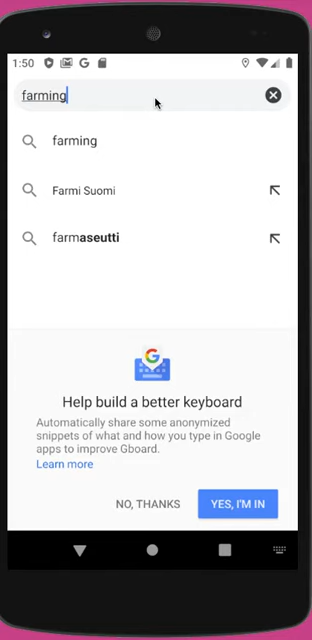 1:50
farming
farming
Farmi Suomi
farmaseutti
Help build a better keyboard
Automatically share some anonymized
snippets of what and how you type in Google
apps to improve Gboard.
Learn more
NO, THANKS
YES, I'M IN